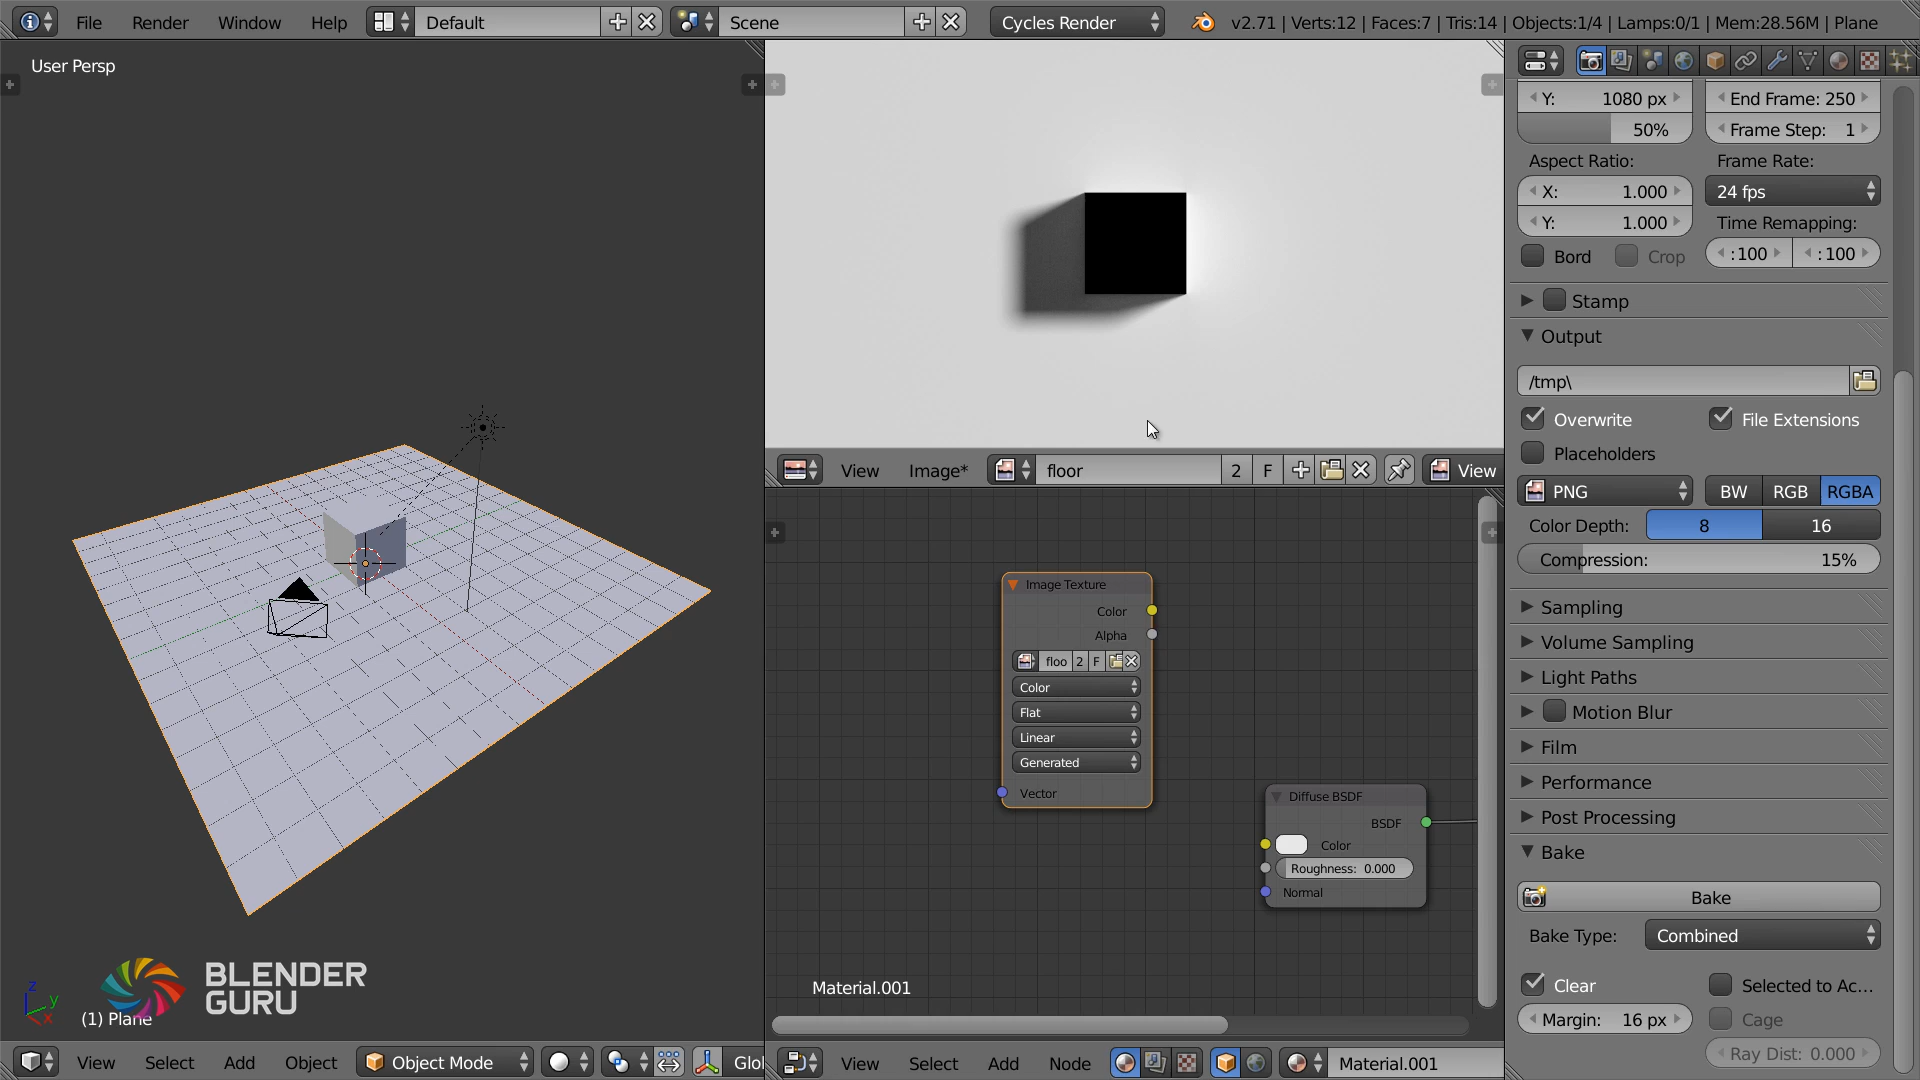 File Render Window Help Default Scene Cycles Render v2.71 | Verts:12 | Faces:7 | Tris:14 | Objects:1/4 | Lamps:0/1 | Mem:28.56M | Plane
User Persp
BLENDER
GURU
z
y
x
(1) Plane
View Select Add Object Object Mode Glo
View Image* floor 2 F View
Image Texture
Color
Alpha
floo 2 F
Color
Flat
Linear
Generated
Vector
Diffuse BSDF
BSDF
Color
Roughness: 0.000
Normal
Material.001
View Select Add Node Material.001
Y: 1080 px End Frame: 250
50% Frame Step: 1
Aspect Ratio: Frame Rate:
X: 1.000 24 fps
Y: 1.000 Time Remapping:
Bord Crop :100 :100
Stamp
Output
/tmp\
Overwrite File Extensions
Placeholders
PNG BW RGB RGBA
Color Depth: 8 16
Compression: 15%
Sampling
Volume Sampling
Light Paths
Motion Blur
Film
Performance
Post Processing
Bake
Bake
Bake Type: Combined
Clear Selected to Ac...
Margin: 16 px Cage
Ray Dist: 0.000